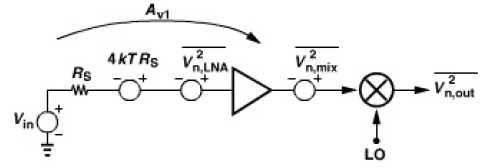 A_v1
4kTR_S
V²_n,LNA
V²_n,mix
R_S
V²_n,out
V_in
LO